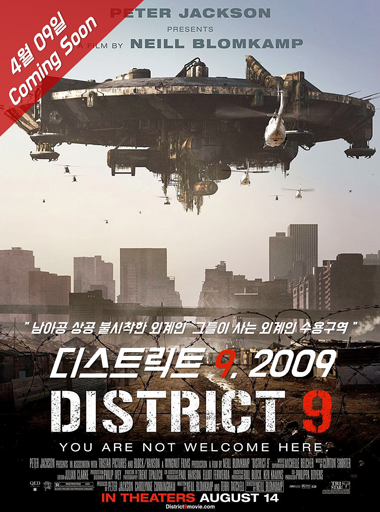 4월 09일
Coming Soon
PETER JACKSON
PRESENTS
A FILM BY NEILL BLOMKAMP
" 남아공 상공 불시착한 외계인 그들이 사는 외계인 수용구역 "
디스트릭트 9, 2009
DISTRICT 9
YOU ARE NOT WELCOME HERE.
IN THEATERS AUGUST 14
District9movie.com